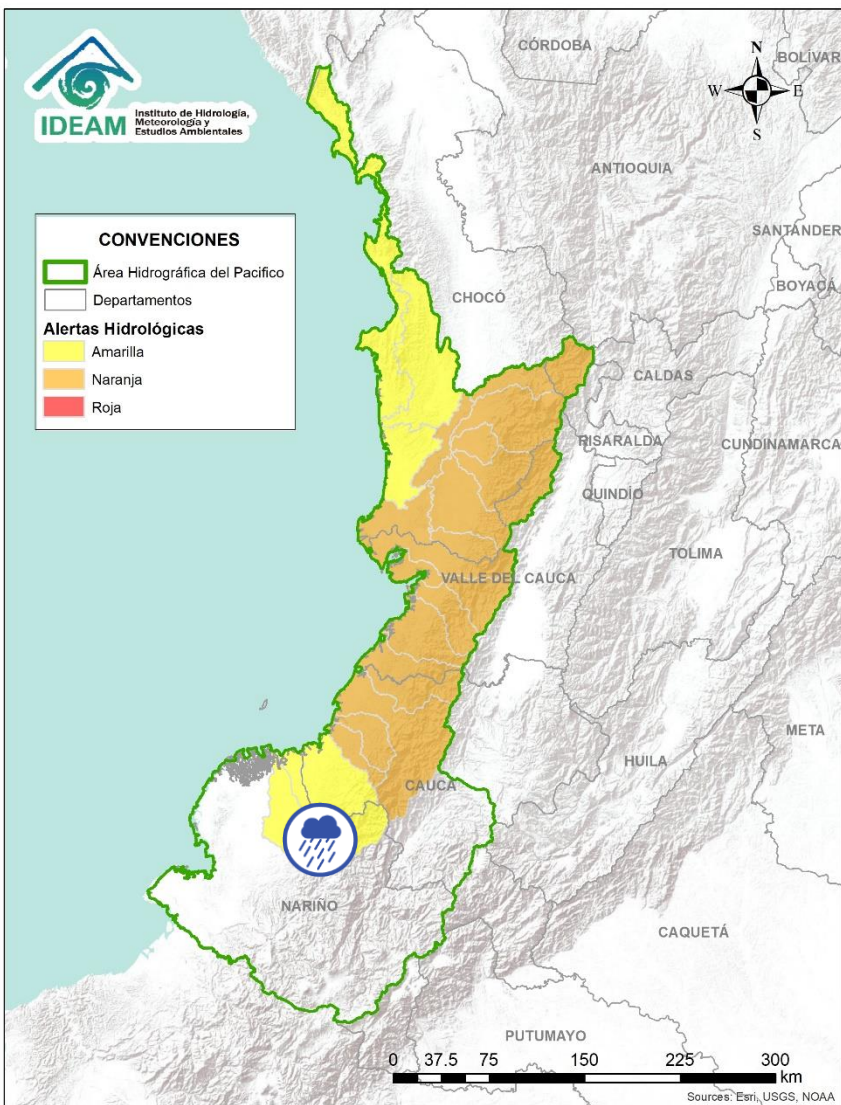 IDEAM
Instituto de Hidrología,
Meteorología y
Estudios Ambientales
N
W
E
S
CONVENCIONES
Área Hidrográfica del Pacifico
Departamentos
Alertas Hidrológicas
Amarilla
Naranja
Roja
CÓRDOBA
BOLÍVAR
ANTIOQUIA
SANTANDER
BOYACÁ
CHOCÓ
CALDAS
RISARALDA
CUNDINAMARCA
QUINDÍO
TOLIMA
VALLE DEL CAUCA
META
HUILA
CAUCA
NARIÑO
CAQUETÁ
PUTUMAYO
0 37.5 75 150 225 300
km
Sources: Esri, USGS, NOAA